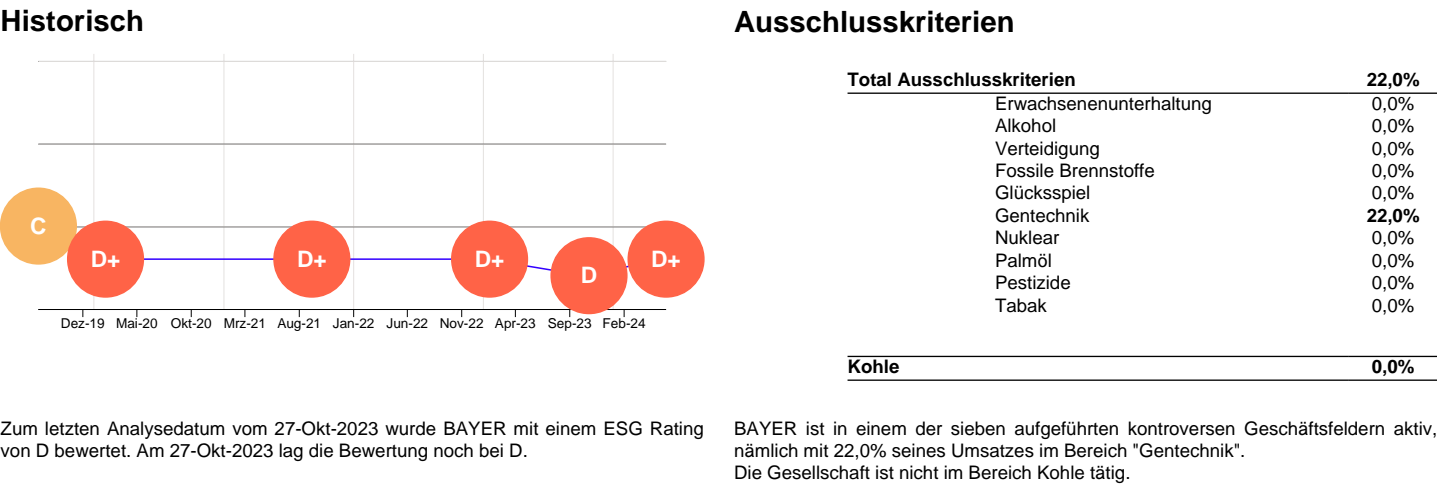 Historisch
C
D+
D+
D+
D
D+
Dez-19 Mai-20 Okt-20 Mrz-21 Aug-21 Jan-22 Jun-22 Nov-22 Apr-23 Sep-23 Feb-24
Zum letzten Analysedatum vom 27-Okt-2023 wurde BAYER mit einem ESG Rating
von D bewertet. Am 27-Okt-2023 lag die Bewertung noch bei D.
Ausschlusskriterien
Total Ausschlusskriterien 22,0%
Erwachsenenunterhaltung 0,0%
Alkohol 0,0%
Verteidigung 0,0%
Fossile Brennstoffe 0,0%
Glücksspiel 0,0%
Gentechnik 22,0%
Nuklear 0,0%
Palmöl 0,0%
Pestizide 0,0%
Tabak 0,0%
Kohle 0,0%
BAYER ist in einem der sieben aufgeführten kontroversen Geschäftsfeldern aktiv,
nämlich mit 22,0% seines Umsatzes im Bereich "Gentechnik".
Die Gesellschaft ist nicht im Bereich Kohle tätig.